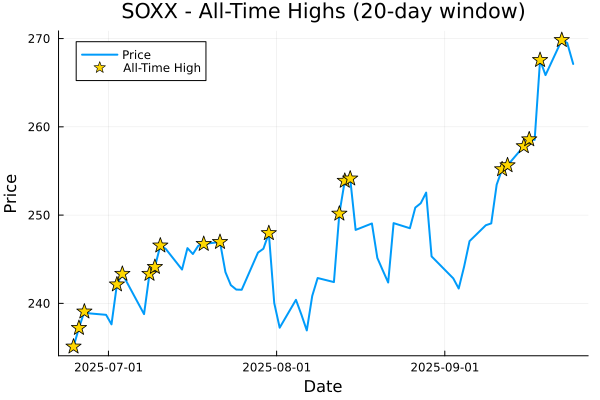 SOXX - All-Time Highs (20-day window)
270
260
250
240
Price
Price
All-Time High
2025-07-01
2025-08-01
2025-09-01
Date